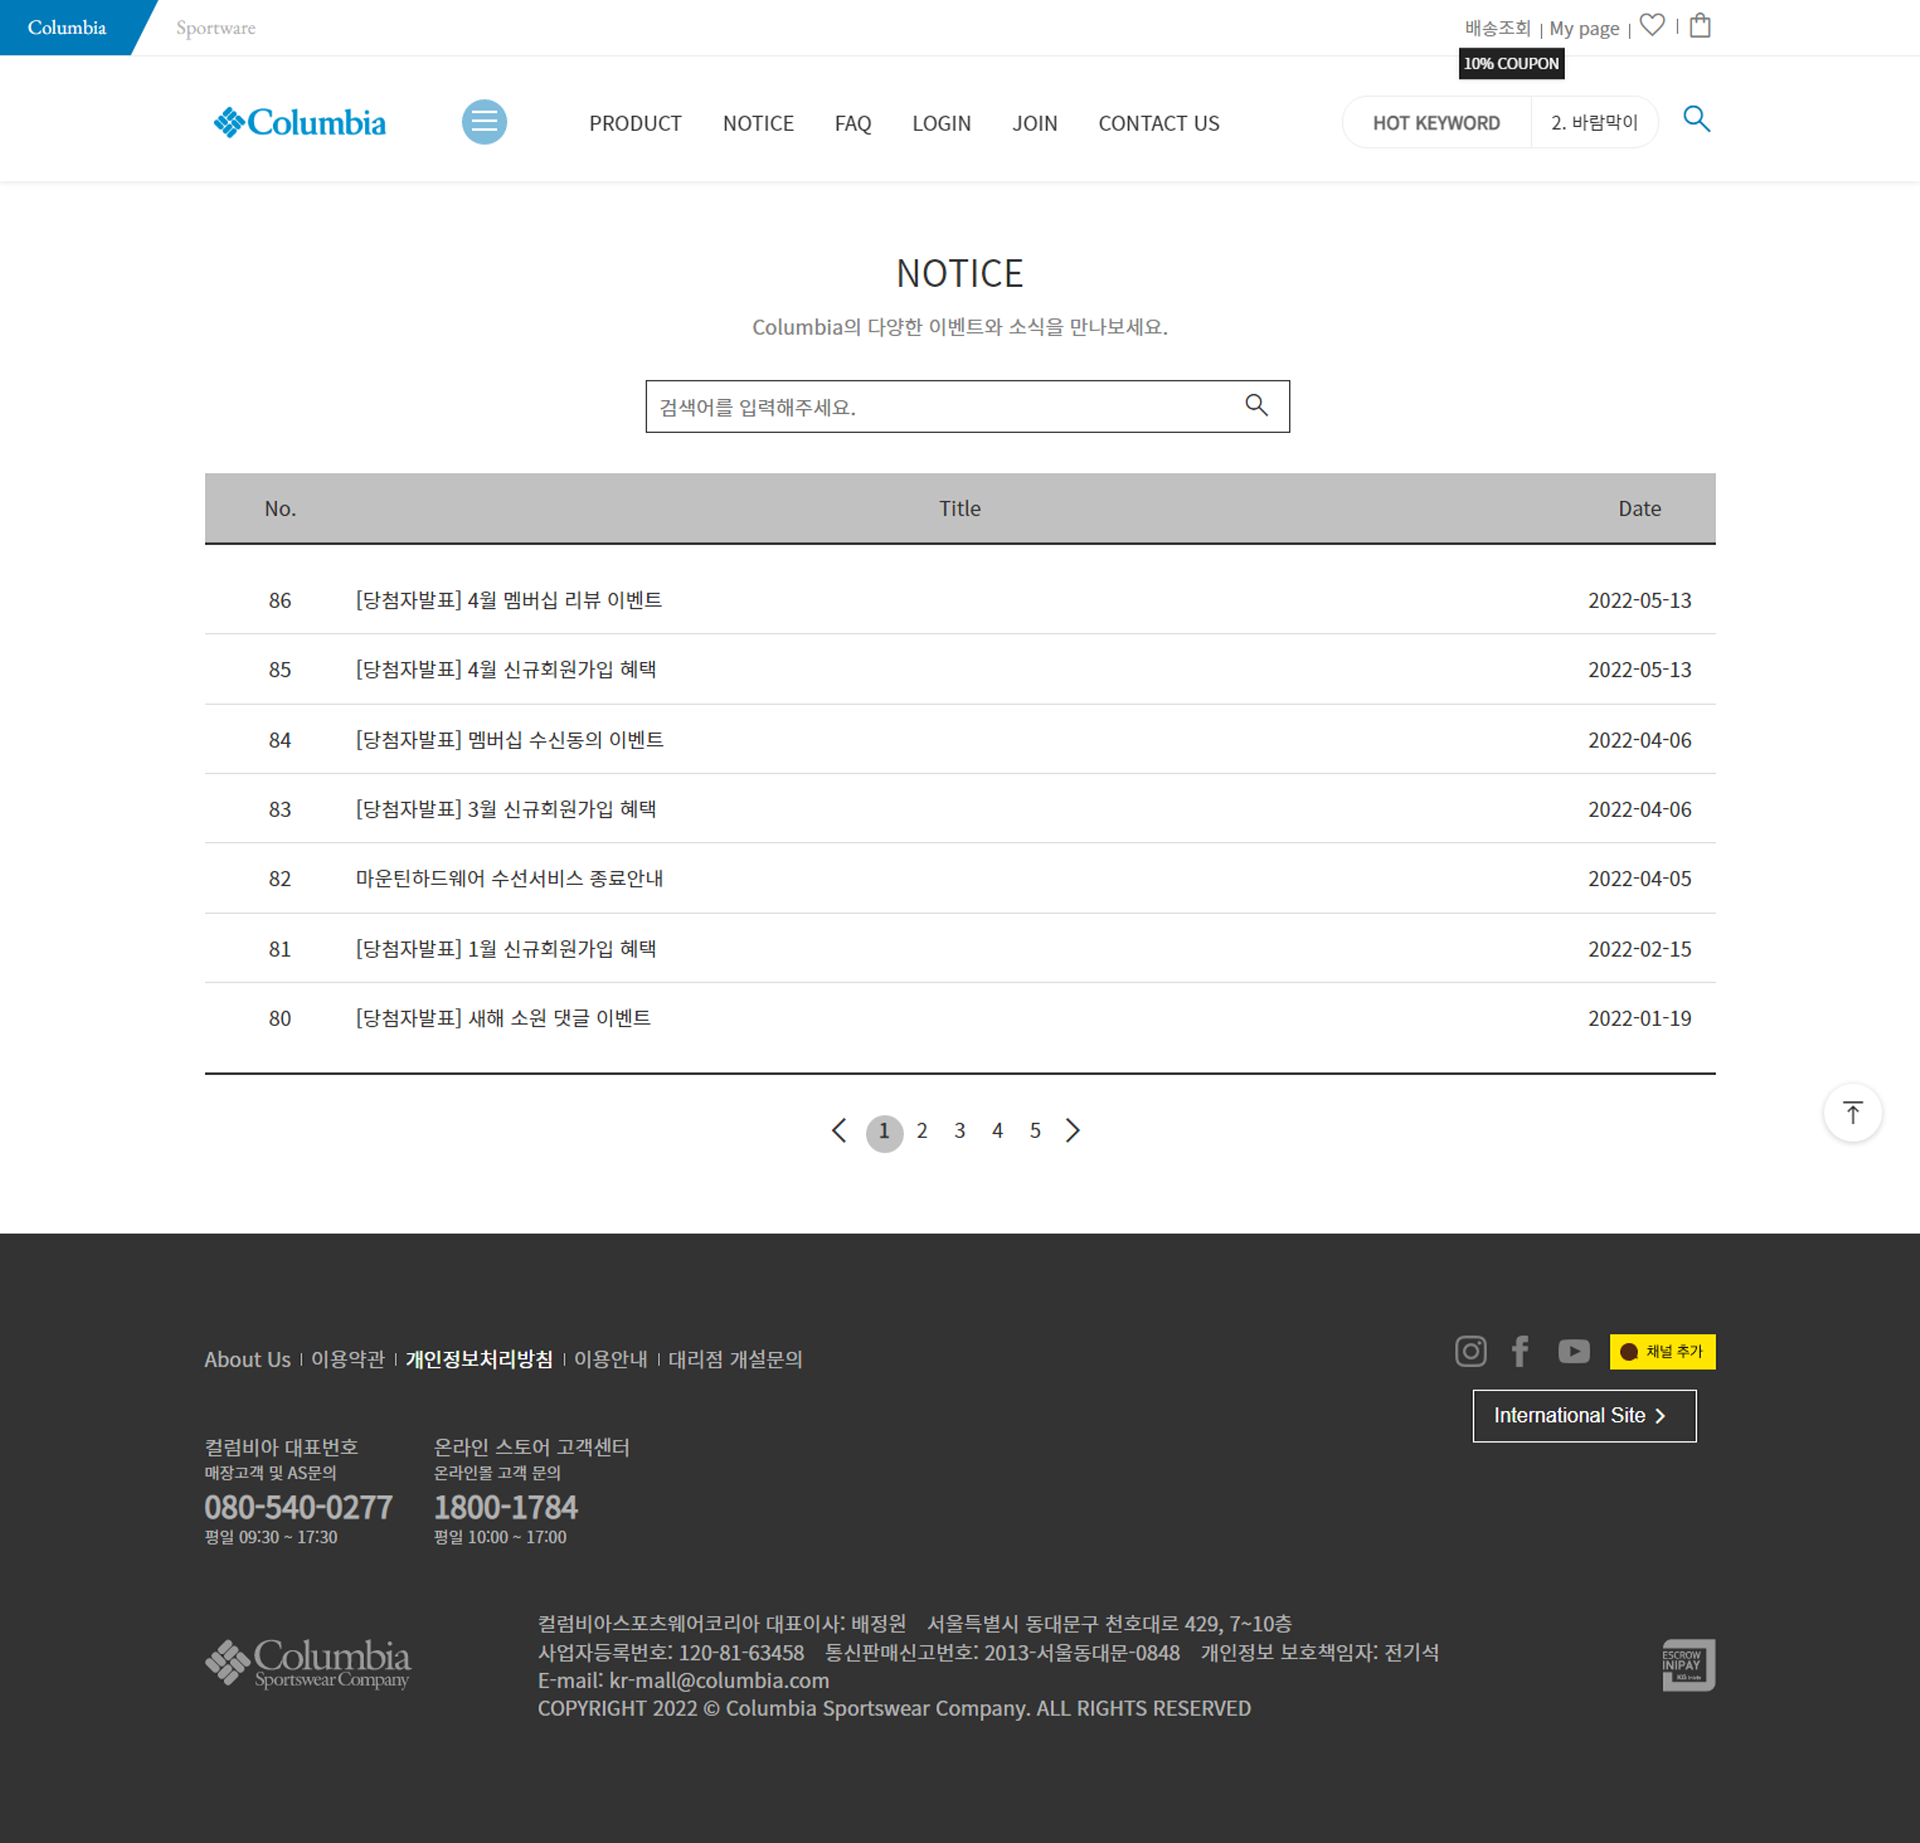 Columbia Sportware 배송조회 | My page |
10% COUPON
Columbia PRODUCT NOTICE FAQ LOGIN JOIN CONTACT US HOT KEYWORD 2. 바람막이
NOTICE
Columbia의 다양한 이벤트와 소식을 만나보세요.
검색어를 입력해주세요.
No. Title Date
86 [당첨자발표] 4월 멤버십 리뷰 이벤트 2022-05-13
85 [당첨자발표] 4월 신규회원가입 혜택 2022-05-13
84 [당첨자발표] 멤버십 수신동의 이벤트 2022-04-06
83 [당첨자발표] 3월 신규회원가입 혜택 2022-04-06
82 마운틴하드웨어 수선서비스 종료안내 2022-04-05
81 [당첨자발표] 1월 신규회원가입 혜택 2022-02-15
80 [당첨자발표] 새해 소원 댓글 이벤트 2022-01-19
1 2 3 4 5
About Us | 이용약관 | 개인정보처리방침 | 이용안내 | 대리점 개설문의
채널 추가
International Site
컬럼비아 대표번호 온라인 스토어 고객센터
매장고객 및 AS문의 온라인몰 고객 문의
080-540-0277 1800-1784
평일 09:30 ~ 17:30 평일 10:00 ~ 17:00
Columbia
Sportswear Company
컬럼비아스포츠웨어코리아 대표이사: 배정원 서울특별시 동대문구 천호대로 429, 7~10층
사업자등록번호: 120-81-63458 통신판매신고번호: 2013-서울동대문-0848 개인정보 보호책임자: 전기석
E-mail: kr-mall@columbia.com
COPYRIGHT 2022 © Columbia Sportswear Company. ALL RIGHTS RESERVED
ESCROW
INIPAY